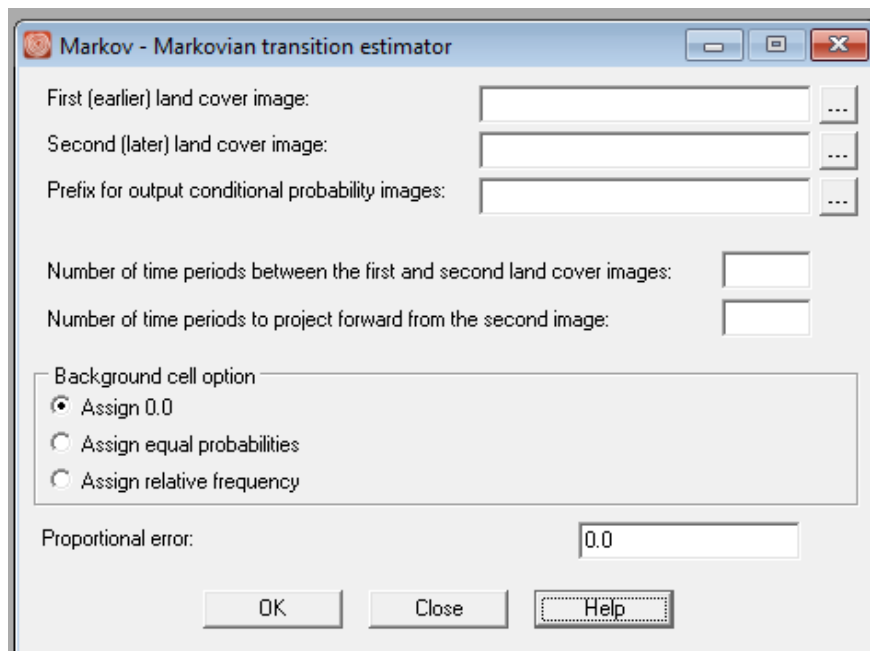 Markov - Markovian transition estimator
First (earlier) land cover image:
...
Second (later) land cover image:
...
Prefix for output conditional probability images:
...
Number of time periods between the first and second land cover images:
Number of time periods to project forward from the second image:
Background cell option
Assign 0.0
Assign equal probabilities
Assign relative frequency
Proportional error:
0.0
OK Close Help